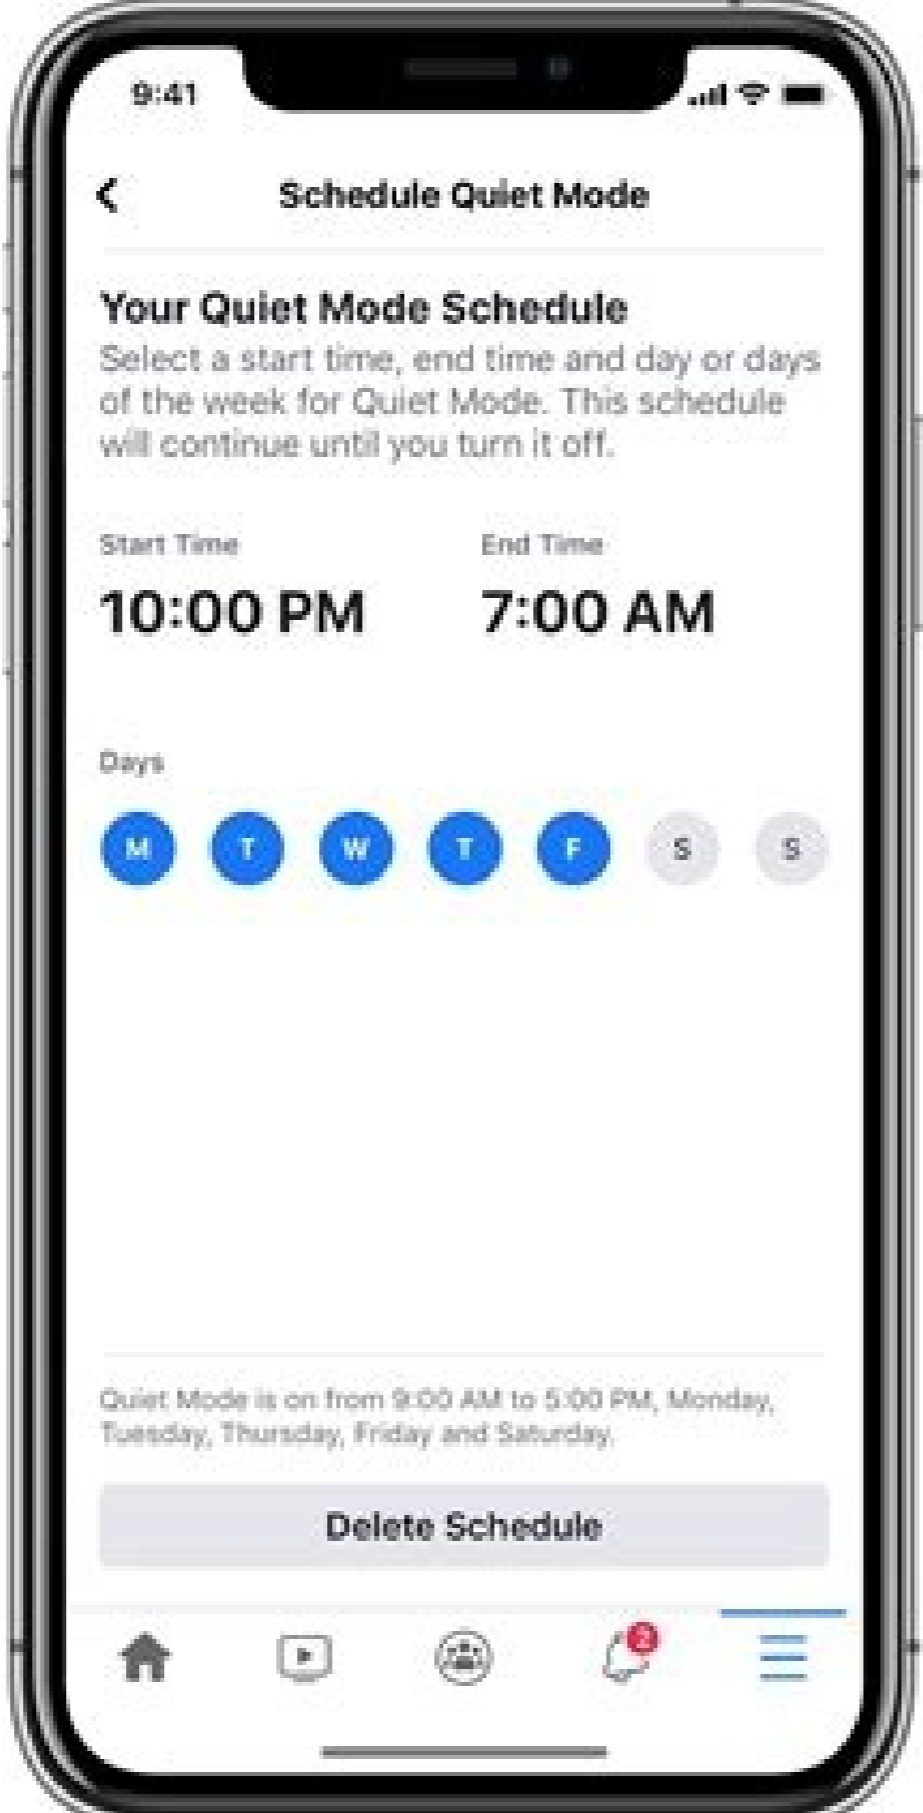 9:41
Schedule Quiet Mode
Your Quiet Mode Schedule
Select a start time, end time and day or days
of the week for Quiet Mode. This schedule
will continue until you turn it off.
Start Time
End Time
10:00 PM
7:00 AM
Days
M T W T F S S
Quiet Mode is on from 9:00 AM to 5:00 PM, Monday,
Tuesday, Thursday, Friday and Saturday.
Delete Schedule
2